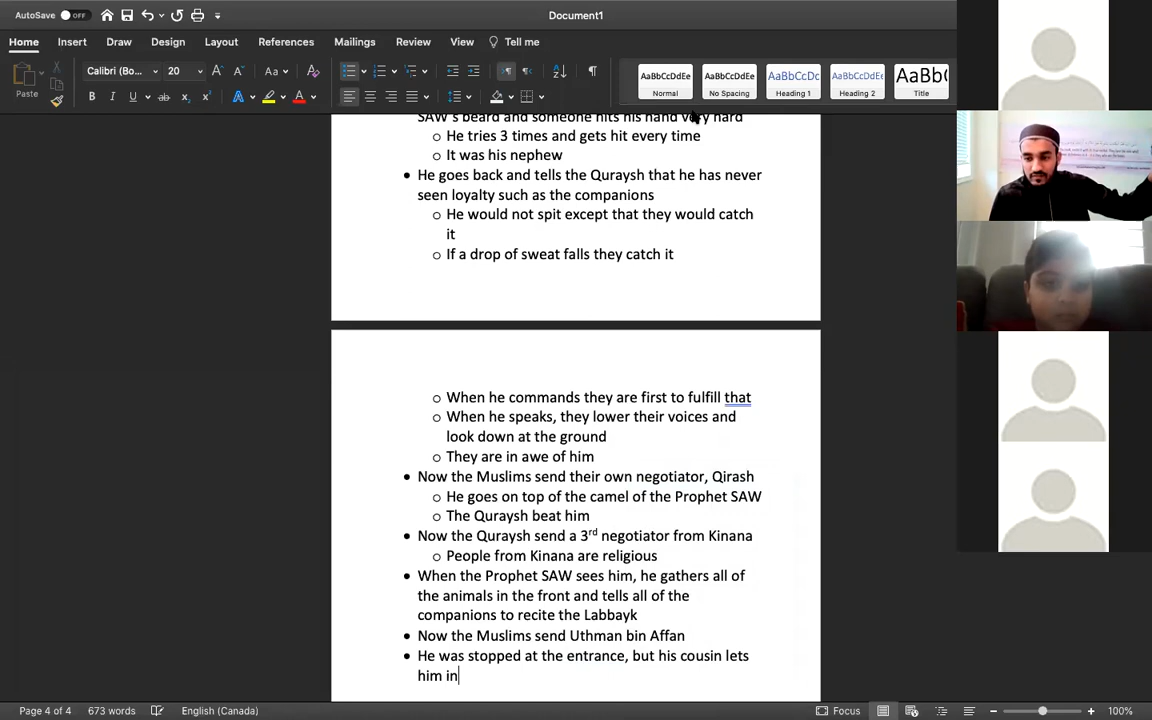 AutoSave OFF
Document1
Home Insert Draw Design Layout References Mailings Review View Tell me
Paste
Calibri (Bo... 20
AaBbCcDdEe AaBbCcDdEe AaBbCcDc AaBbCcDdEe AaBb(
Normal No Spacing Heading 1 Heading 2 Title
SAW's beard and someone hits his hand very hard
o He tries 3 times and gets hit every time
o It was his nephew
• He goes back and tells the Quraysh that he has never
seen loyalty such as the companions
o He would not spit except that they would catch
it
o If a drop of sweat falls they catch it
o When he commands they are first to fulfill that
o When he speaks, they lower their voices and
look down at the ground
o They are in awe of him
• Now the Muslims send their own negotiator, Qirash
o He goes on top of the camel of the Prophet SAW
o The Quraysh beat him
• Now the Quraysh send a 3rd negotiator from Kinana
o People from Kinana are religious
• When the Prophet SAW sees him, he gathers all of
the animals in the front and tells all of the
companions to recite the Labbayk
• Now the Muslims send Uthman bin Affan
• He was stopped at the entrance, but his cousin lets
him in
Page 4 of 4 673 words English (Canada) Focus 100%